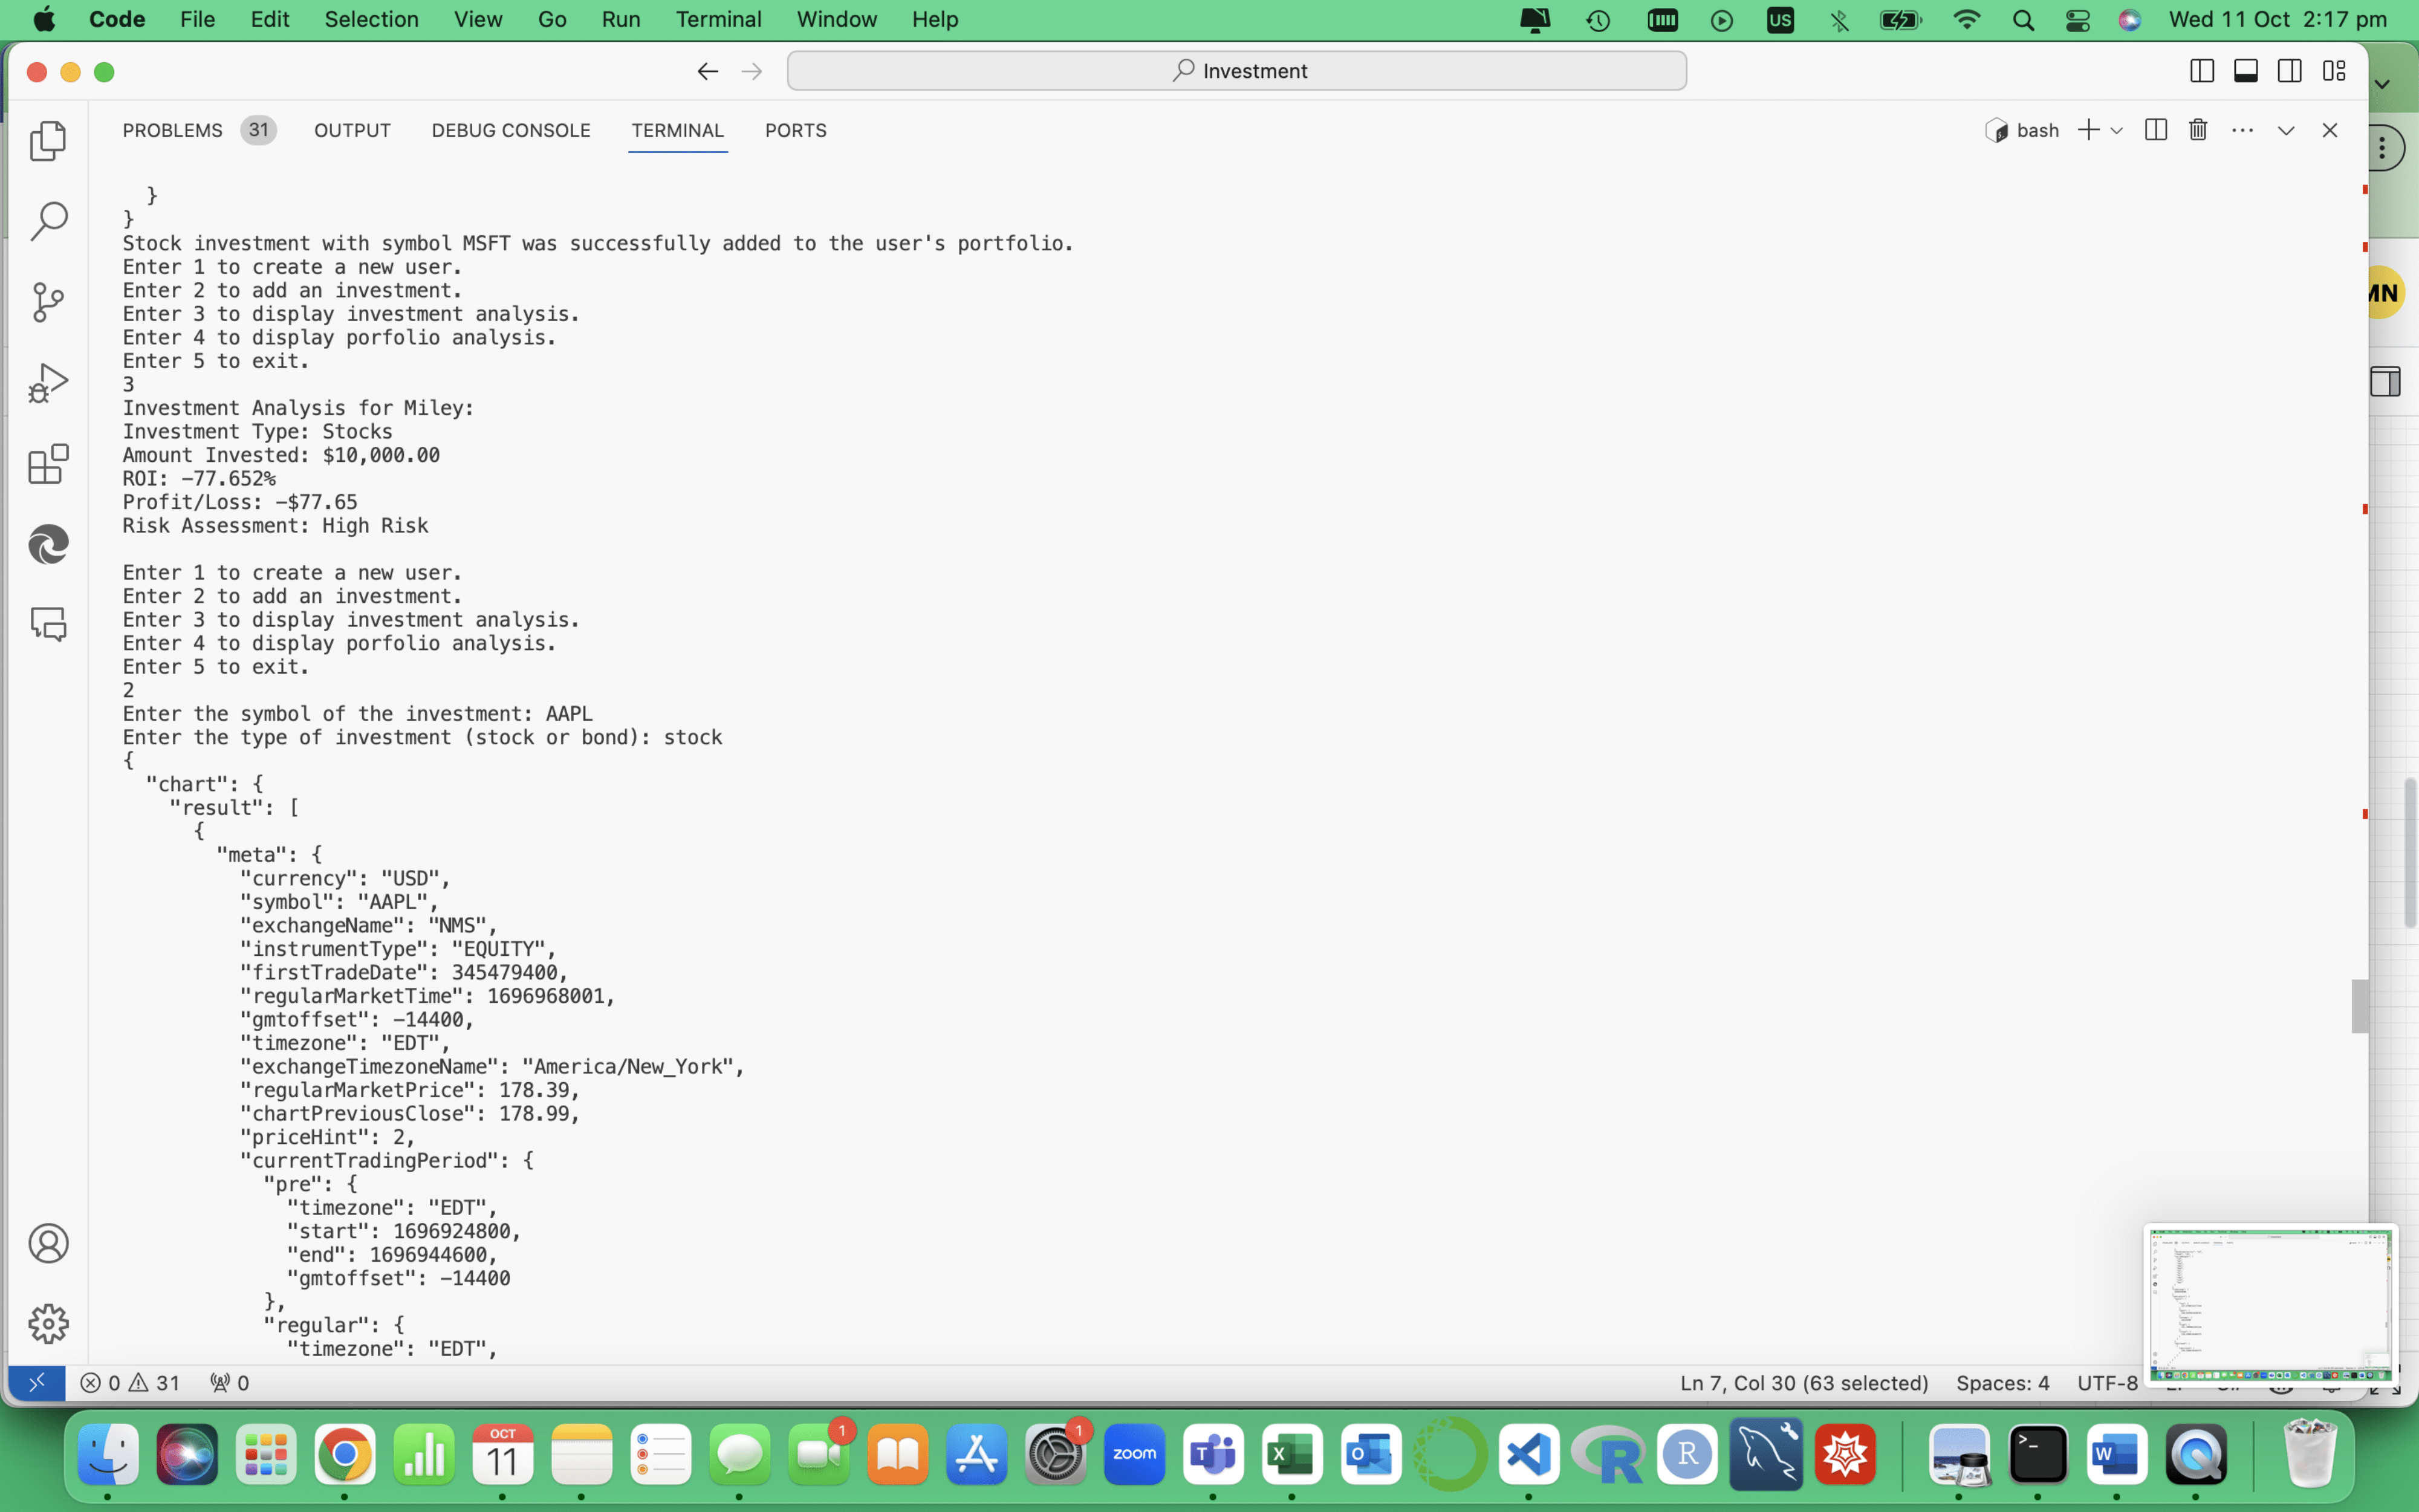 Code File Edit Selection View Go Run Terminal Window Help US Wed 11 Oct 2:17 pm
Investment
PROBLEMS 31 OUTPUT DEBUG CONSOLE TERMINAL PORTS bash
}
}
Stock investment with symbol MSFT was successfully added to the user's portfolio.
Enter 1 to create a new user.
Enter 2 to add an investment.
Enter 3 to display investment analysis.
Enter 4 to display porfolio analysis.
Enter 5 to exit.
3
Investment Analysis for Miley:
Investment Type: Stocks
Amount Invested: $10,000.00
ROI: -77.652%
Profit/Loss: -$77.65
Risk Assessment: High Risk
Enter 1 to create a new user.
Enter 2 to add an investment.
Enter 3 to display investment analysis.
Enter 4 to display porfolio analysis.
Enter 5 to exit.
2
Enter the symbol of the investment: AAPL
Enter the type of investment (stock or bond): stock
{
"chart": {
"result": [
{
"meta": {
"currency": "USD",
"symbol": "AAPL",
"exchangeName": "NMS",
"instrumentType": "EQUITY",
"firstTradeDate": 345479400,
"regularMarketTime": 1696968001,
"gmtoffset": -14400,
"timezone": "EDT",
"exchangeTimezoneName": "America/New_York",
"regularMarketPrice": 178.39,
"chartPreviousClose": 178.99,
"priceHint": 2,
"currentTradingPeriod": {
"pre": {
"timezone": "EDT",
"start": 1696924800,
"end": 1696944600,
"gmtoffset": -14400
},
"regular": {
"timezone": "EDT",
MN
0 31 0 Ln 7, Col 30 (63 selected) Spaces: 4 UTF-8
OCT
11
1
1
zoom
T
X
O
R
R
>_
W